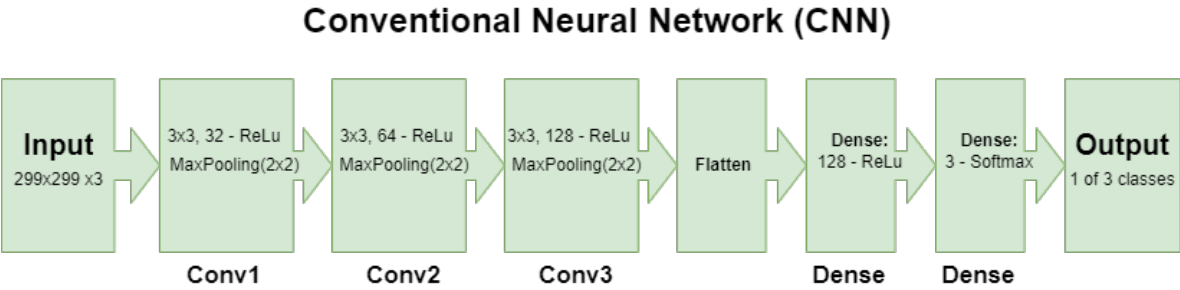 Conventional Neural Network (CNN)
Input
299x299 x3
3x3, 32 - ReLu
MaxPooling(2x2)
Conv1
3x3, 64 - ReLu
MaxPooling(2x2)
Conv2
3x3, 128 - ReLu
MaxPooling(2x2)
Conv3
Flatten
Dense:
128 - ReLu
Dense
Dense:
3 - Softmax
Dense
Output
1 of 3 classes